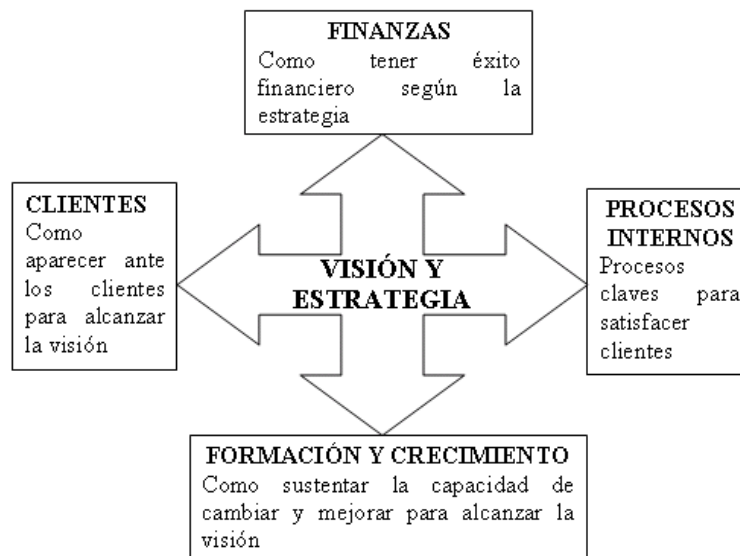 FINANZAS
Como tener éxito
financiero según la
estrategia
CLIENTES
Como
aparecer ante
los clientes
para alcanzar
la visión
VISIÓN Y
ESTRATEGIA
PROCESOS
INTERNOS
Procesos
claves para
satisfacer
clientes
FORMACIÓN Y CRECIMIENTO
Como sustentar la capacidad de
cambiar y mejorar para alcanzar la
visión